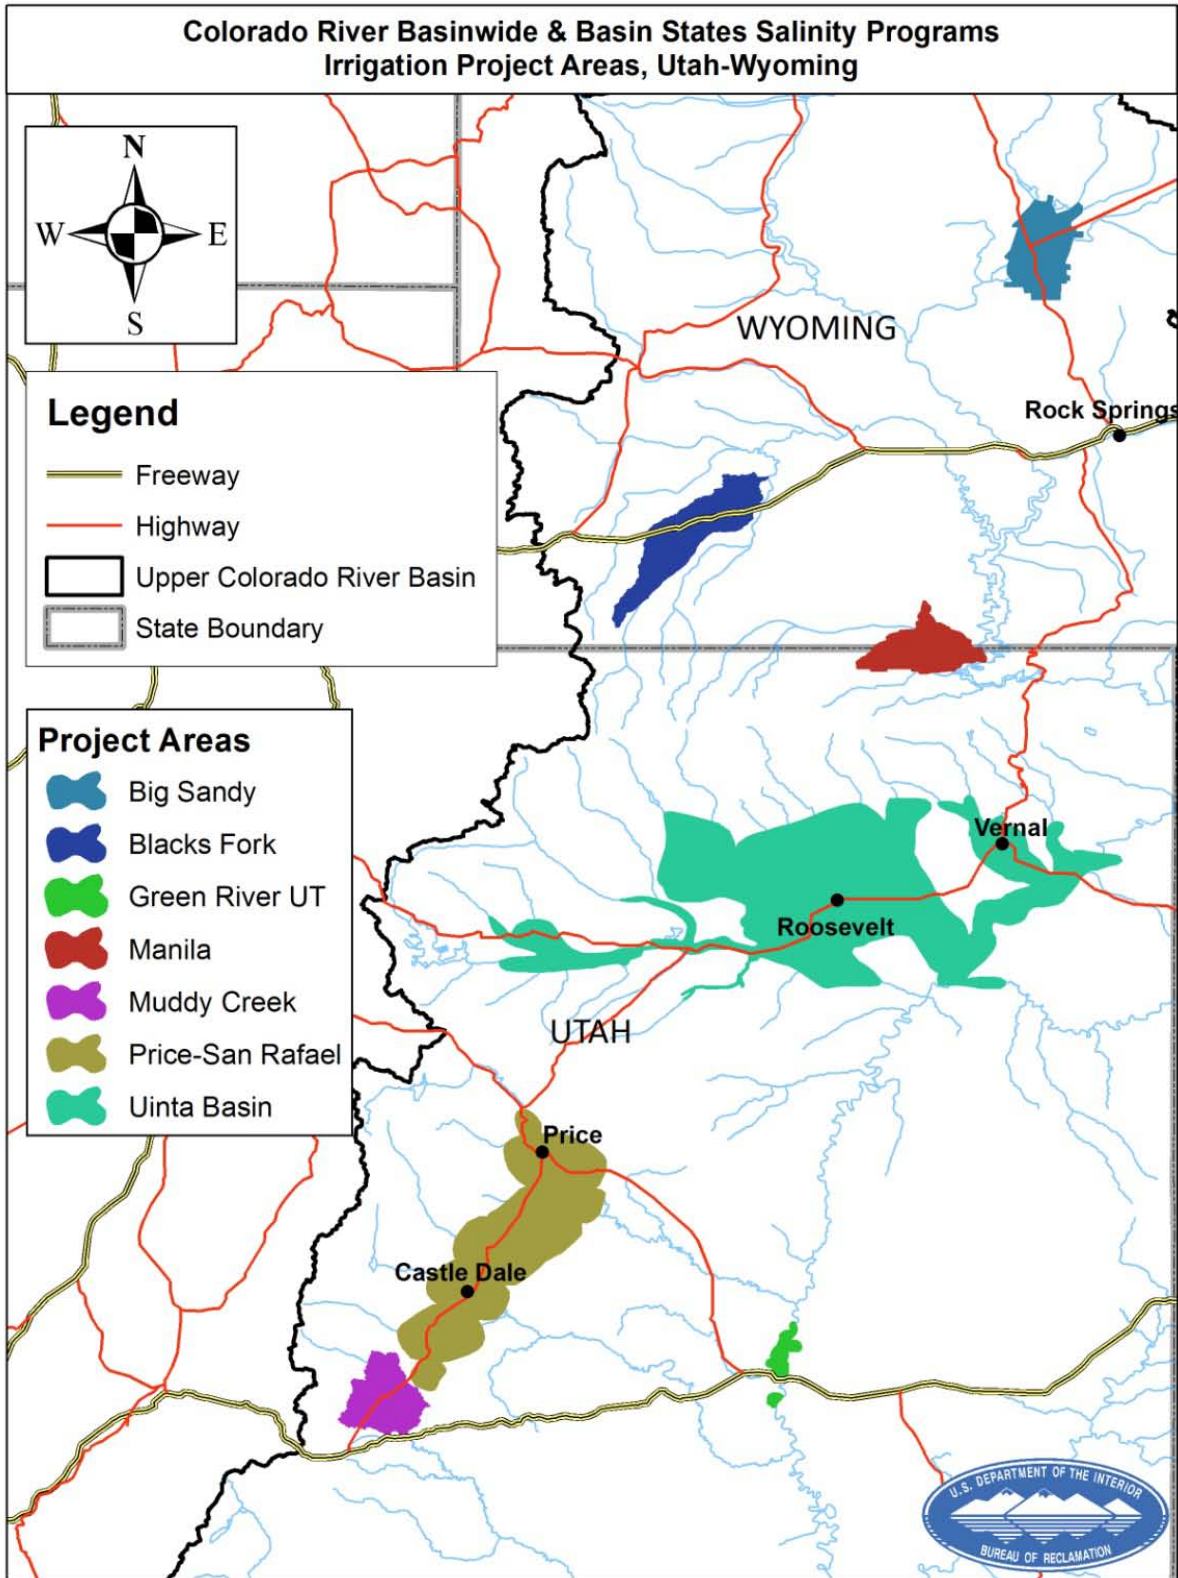 Colorado River Basinwide & Basin States Salinity Programs
Irrigation Project Areas, Utah-Wyoming
N
W
E
S
WYOMING
Rock Springs
Legend
Freeway
Highway
Upper Colorado River Basin
State Boundary
Project Areas
Big Sandy
Blacks Fork
Green River UT
Manila
Muddy Creek
Price-San Rafael
Uinta Basin
Vernal
Roosevelt
UTAH
Price
Castle Dale
U.S. DEPARTMENT OF THE INTERIOR
BUREAU OF RECLAMATION